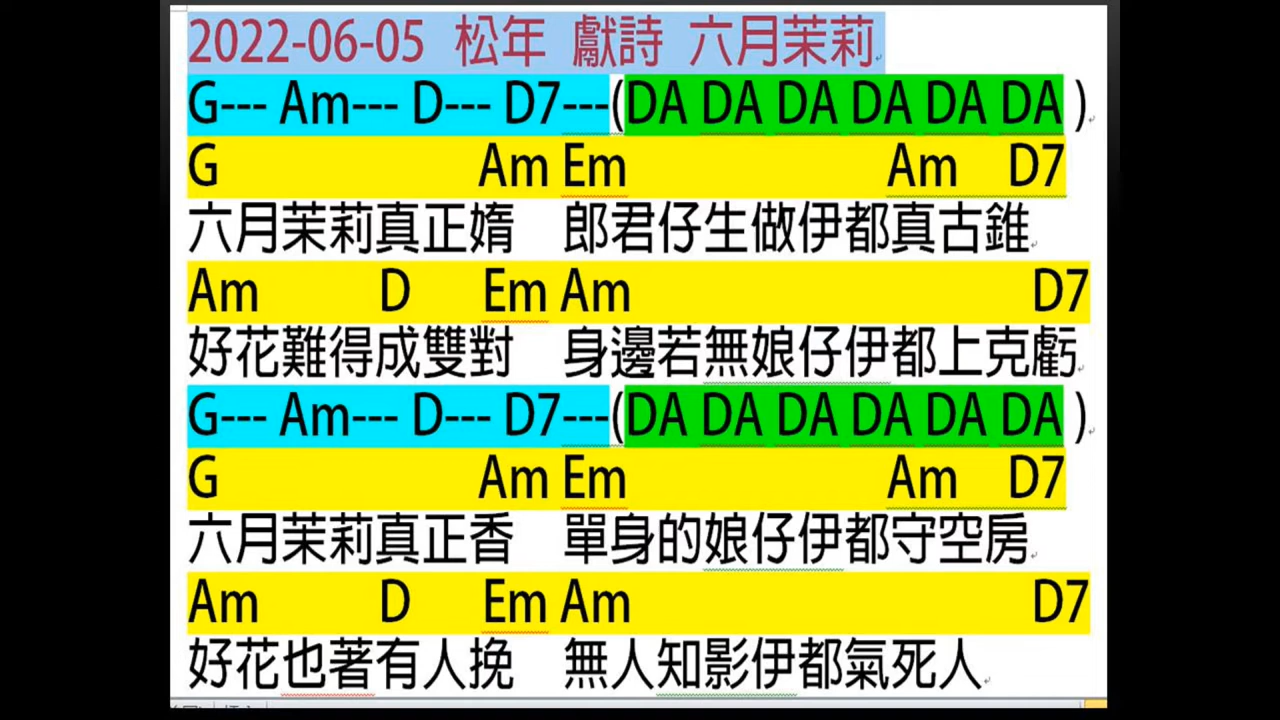 2022-06-05 松年 獻詩 六月茉莉
G--- Am--- D--- D7---(DA DA DA DA DA DA )
G Am Em Am D7
六月茉莉真正媠 郎君仔生做伊都真古錐
Am D Em Am D7
好花難得成雙對 身邊若無娘仔伊都上克虧
G--- Am--- D--- D7---(DA DA DA DA DA DA )
G Am Em Am D7
六月茉莉真正香 單身的娘仔伊都守空房
Am D Em Am D7
好花也著有人挽 無人知影伊都氣死人